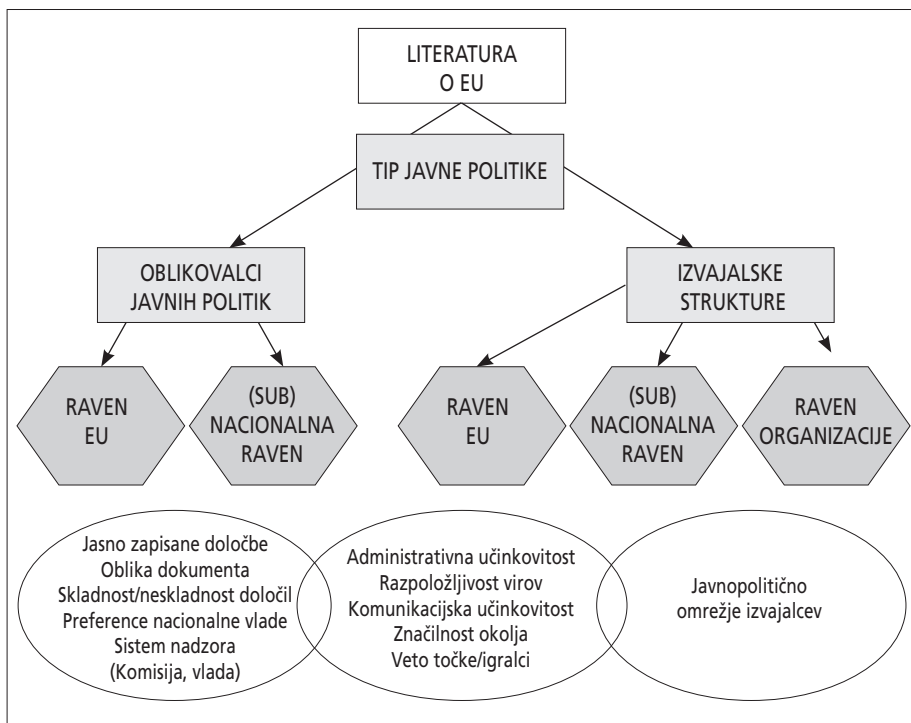 LITERATURA
O EU
TIP JAVNE POLITIKE
OBLIKOVALCI
JAVNIH POLITIK
IZVAJALSKE
STRUKTURE
RAVEN
EU
(SUB)
NACIONALNA
RAVEN
RAVEN
EU
(SUB)
NACIONALNA
RAVEN
RAVEN
ORGANIZACIJE
Jasno zapisane določbe
Oblika dokumenta
Skladnost/neskladnost določil
Preference nacionalne vlade
Sistem nadzora
(Komisija, vlada)
Administrativna učinkovitost
Razpoložljivost virov
Komunikacijska učinkovitost
Značilnost okolja
Veto točke/igralci
Javnopolitično
omrežje izvajalcev